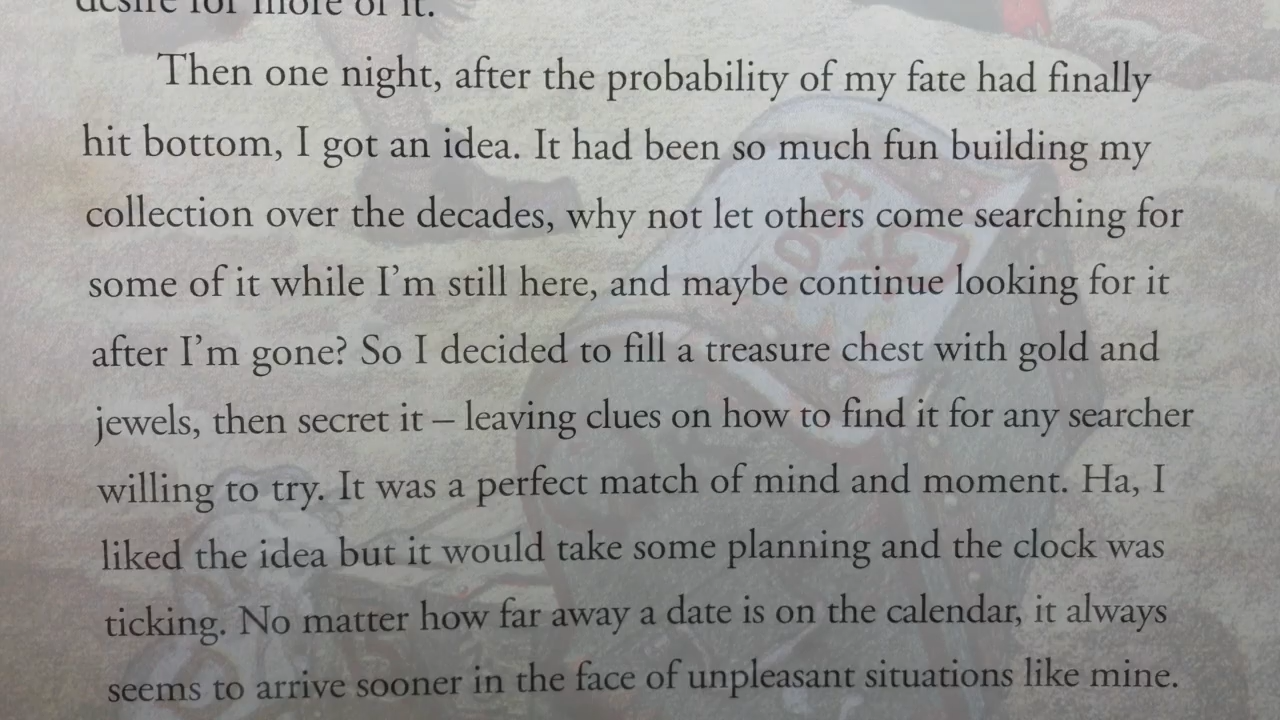 desire for more of it.
Then one night, after the probability of my fate had finally
hit bottom, I got an idea. It had been so much fun building my
collection over the decades, why not let others come searching for
some of it while I’m still here, and maybe continue looking for it
after I’m gone? So I decided to fill a treasure chest with gold and
jewels, then secret it – leaving clues on how to find it for any searcher
willing to try. It was a perfect match of mind and moment. Ha, I
liked the idea but it would take some planning and the clock was
ticking. No matter how far away a date is on the calendar, it always
seems to arrive sooner in the face of unpleasant situations like mine.